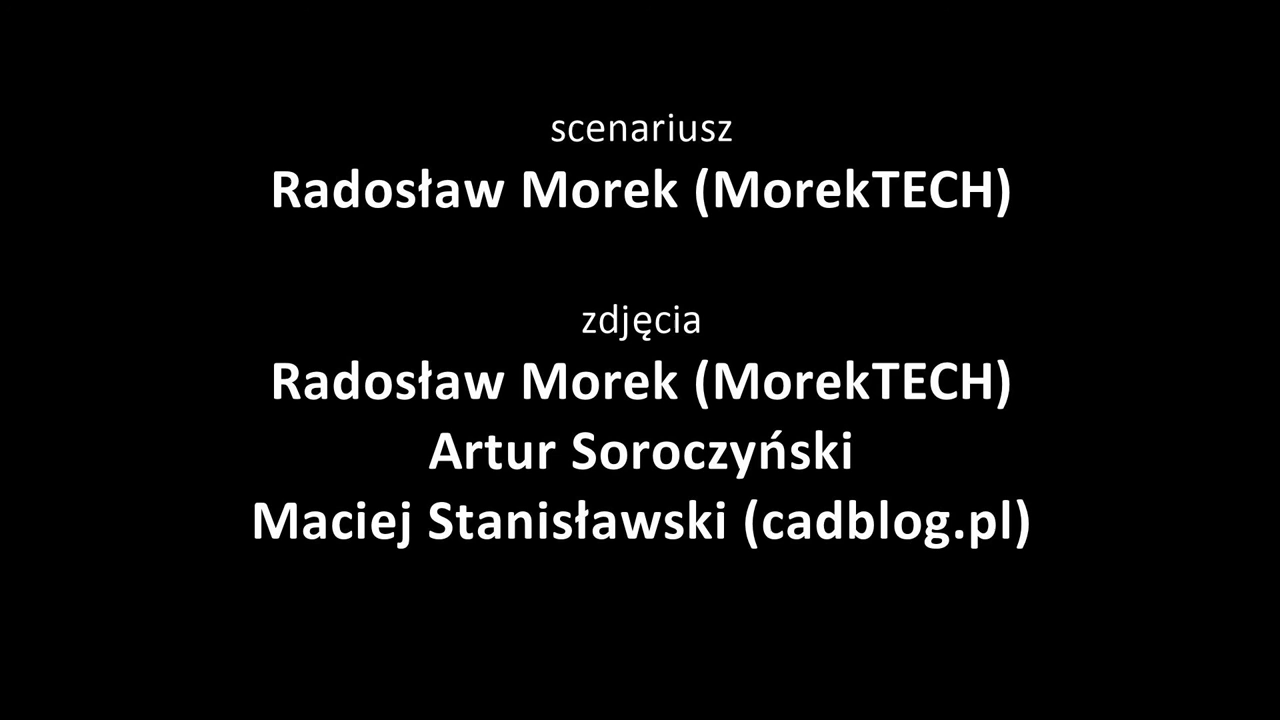 scenariusz
Radosław Morek (MorekTECH)
zdjęcia
Radosław Morek (MorekTECH)
Artur Soroczyński
Maciej Stanisławski (cadblog.pl)